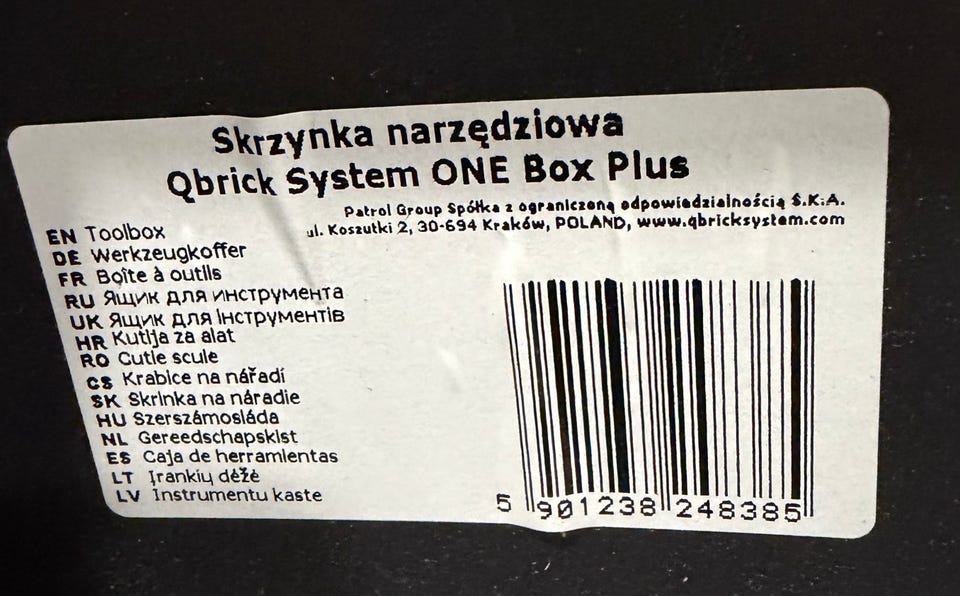 Skrzynka narzędziowa
Qbrick System ONE Box Plus
Patrol Group Spółka z ograniczoną odpowiedzialnością S.K.A.
ul. Koszutki 2, 30-694 Kraków, POLAND, www.qbricksystem.com
EN Toolbox
DE Werkzeugkoffer
FR Boîte à outils
RU Ящик для инструмента
UK Ящик для інструментів
HR Kutija za alat
RO Cutie scule
CS Krabice na nářadí
SK Skrinka na náradie
HU Szerszámosláda
NL Gereedschapskist
ES Caja de herramientas
LT Įrankių dėžė
LV Instrumentu kaste
5 901238 248385